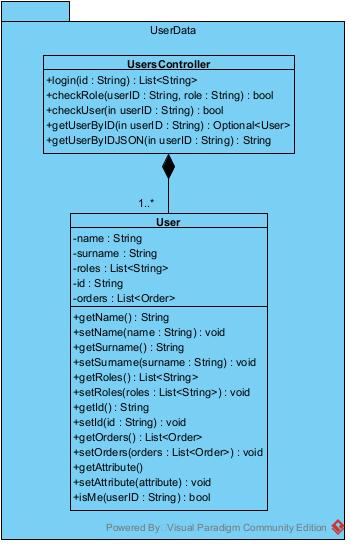 UserData
UsersController
+login(id : String) : List<String>
+checkRole(userID : String, role : String) : bool
+checkUser(in userID : String) : bool
+getUserByID(in userID : String) : Optional<User>
+getUserByIDJSON(in userID : String) : String
1..*
User
-name : String
-surname : String
-roles : List<String>
-id : String
-orders : List<Order>
+getName() : String
+setName(name : String) : void
+getSurname() : String
+setSurname(surname : String) : void
+getRoles() : List<String>
+setRoles(roles : List<String>) : void
+getId() : String
+setId(id : String) : void
+getOrders() : List<Order>
+setOrders(orders : List<Order>) : void
+getAttribute()
+setAttribute(attribute) : void
+isMe(userID : String) : bool
Powered By: Visual Paradigm Community Edition